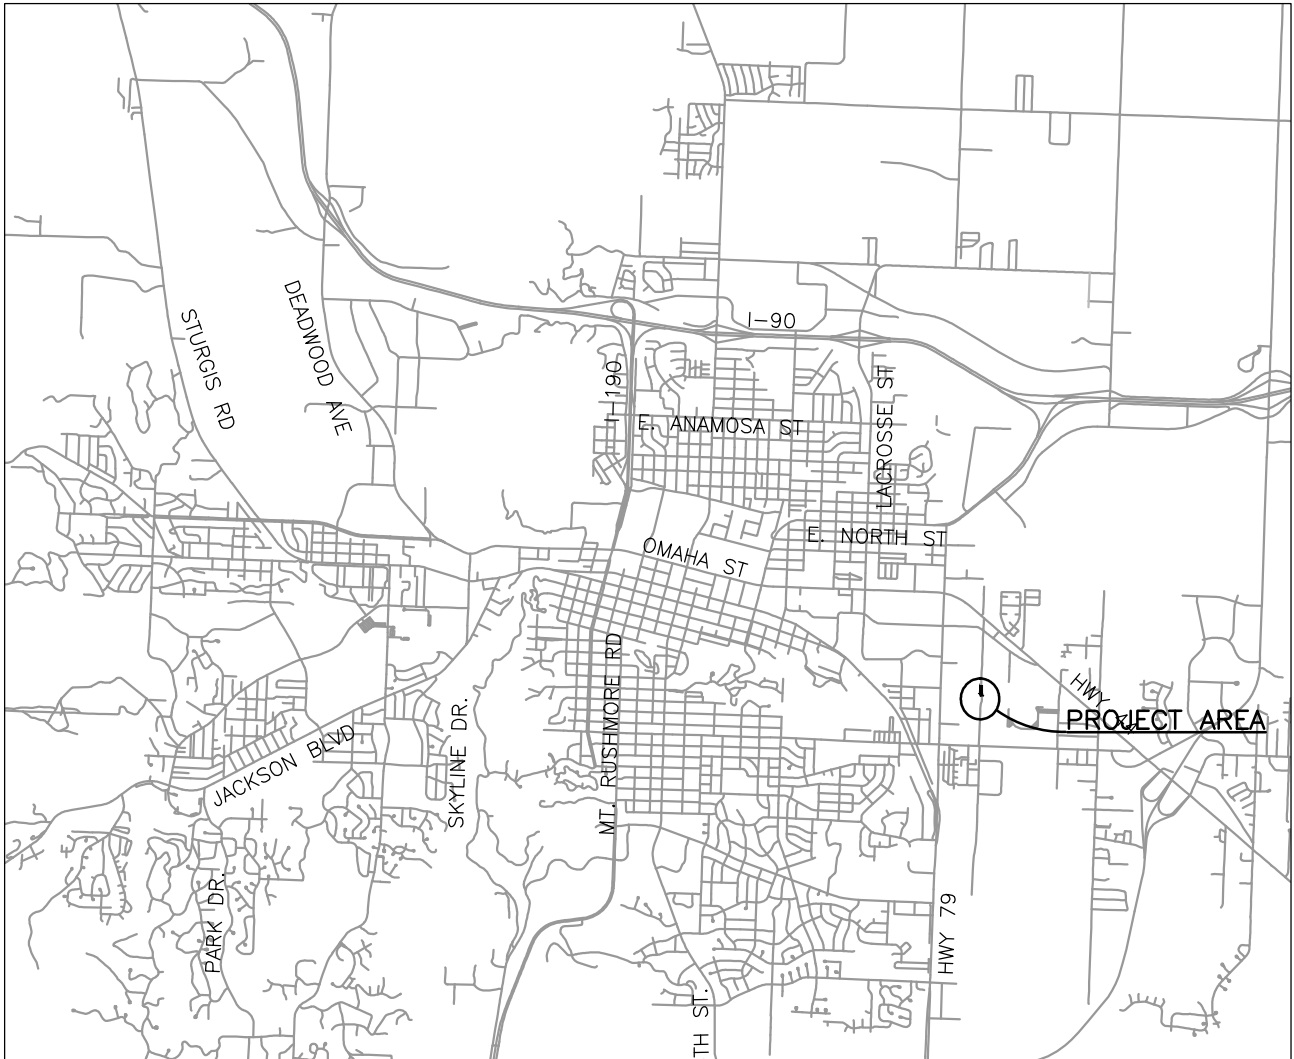 I-90
DEADWOOD AVE
STURGIS RD
I-190
LACROSSE ST
E. ANAMOSA ST
E. NORTH ST
OMAHA ST
MT. RUSHMORE RD
HWY
PROJECT AREA
SKYLINE DR.
JACKSON BLVD
PARK DR.
HWY 79
TH ST.